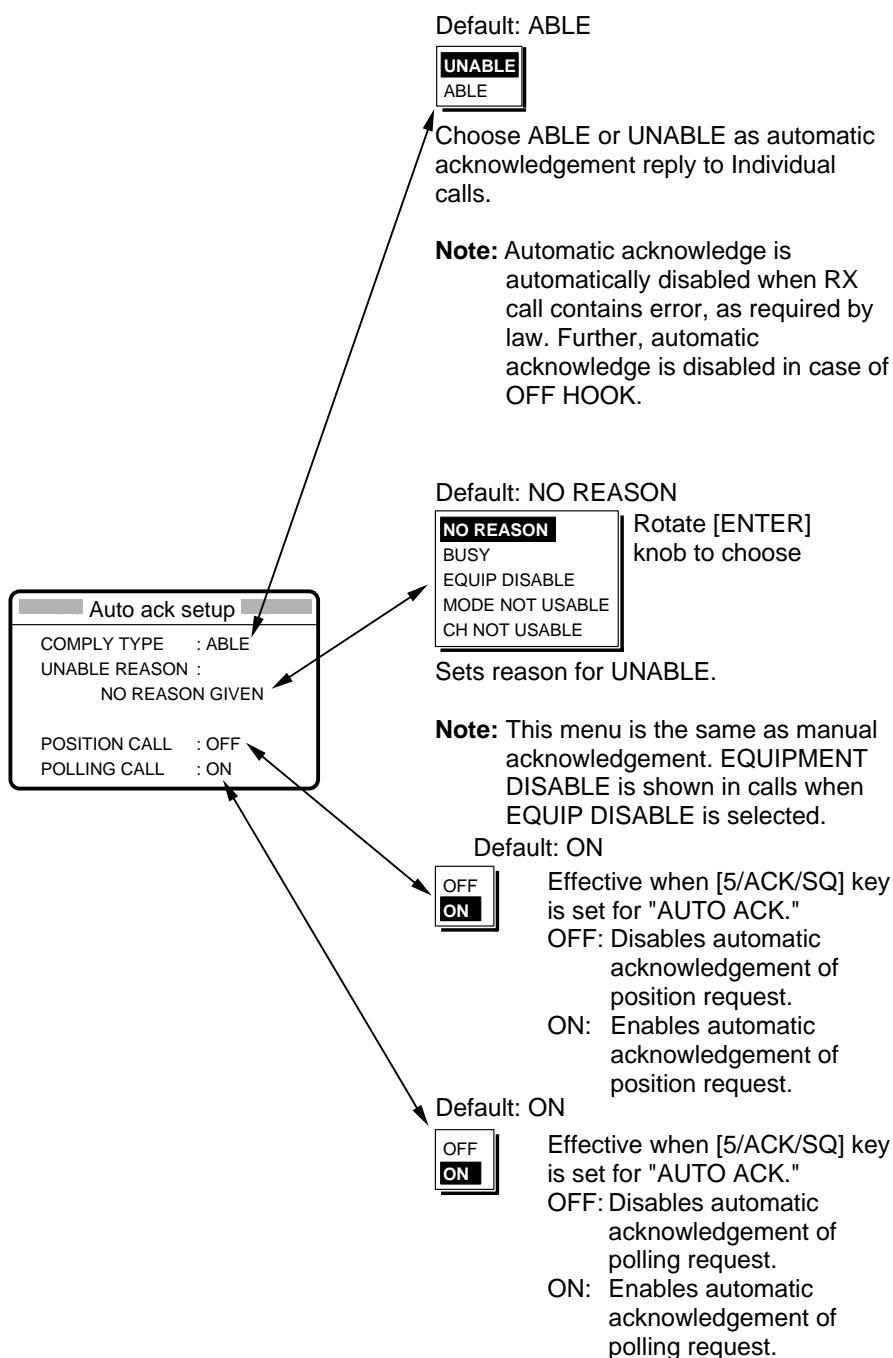 Default: ABLE
UNABLE
ABLE
Choose ABLE or UNABLE as automatic
acknowledgement reply to Individual
calls.
Note: Automatic acknowledge is
automatically disabled when RX
call contains error, as required by
law. Further, automatic
acknowledge is disabled in case of
OFF HOOK.
Default: NO REASON
NO REASON
BUSY
EQUIP DISABLE
MODE NOT USABLE
CH NOT USABLE
Rotate [ENTER]
knob to choose
Sets reason for UNABLE.
Note: This menu is the same as manual
acknowledgement. EQUIPMENT
DISABLE is shown in calls when
EQUIP DISABLE is selected.
Auto ack setup
COMPLY TYPE : ABLE
UNABLE REASON :
NO REASON GIVEN
POSITION CALL : OFF
POLLING CALL : ON
Default: ON
OFF
ON
Effective when [5/ACK/SQ] key
is set for "AUTO ACK."
OFF: Disables automatic
acknowledgement of
position request.
ON: Enables automatic
acknowledgement of
position request.
Default: ON
OFF
ON
Effective when [5/ACK/SQ] key
is set for "AUTO ACK."
OFF: Disables automatic
acknowledgement of
polling request.
ON: Enables automatic
acknowledgement of
polling request.